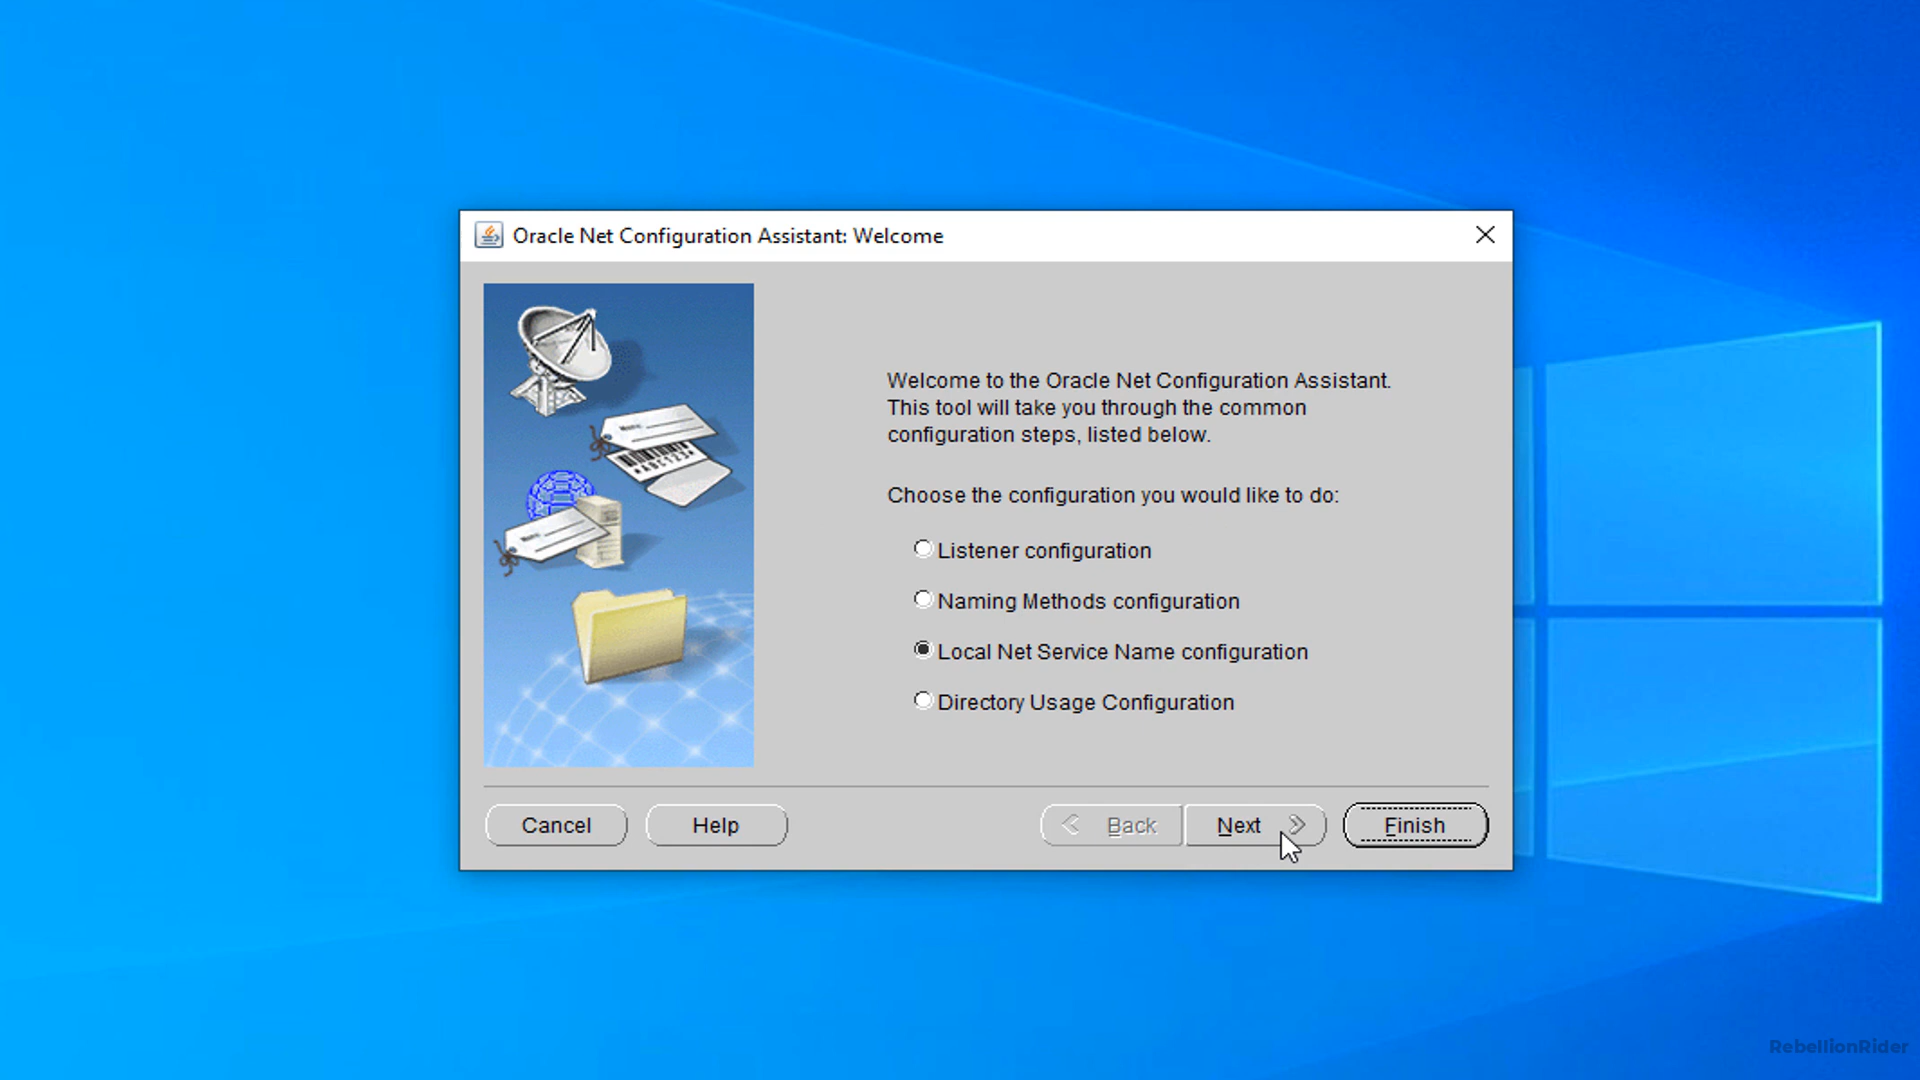 Oracle Net Configuration Assistant: Welcome
Welcome to the Oracle Net Configuration Assistant.
This tool will take you through the common
configuration steps, listed below.
Choose the configuration you would like to do:
Listener configuration
Naming Methods configuration
Local Net Service Name configuration
Directory Usage Configuration
Cancel
Help
Back
Next
Finish
RebellionRider